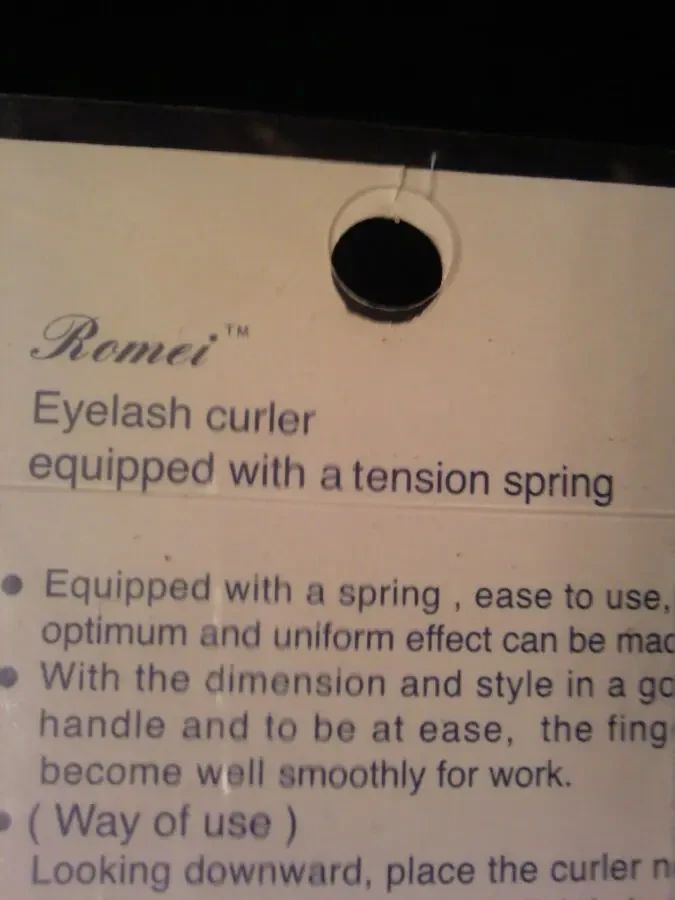 Romei™
Eyelash curler
equipped with a tension spring
● Equipped with a spring , ease to use,
optimum and uniform effect can be
● With the dimension and style in a
handle and to be at ease, the
become well smoothly for work.
● ( Way of use )
Looking downward, place the curler